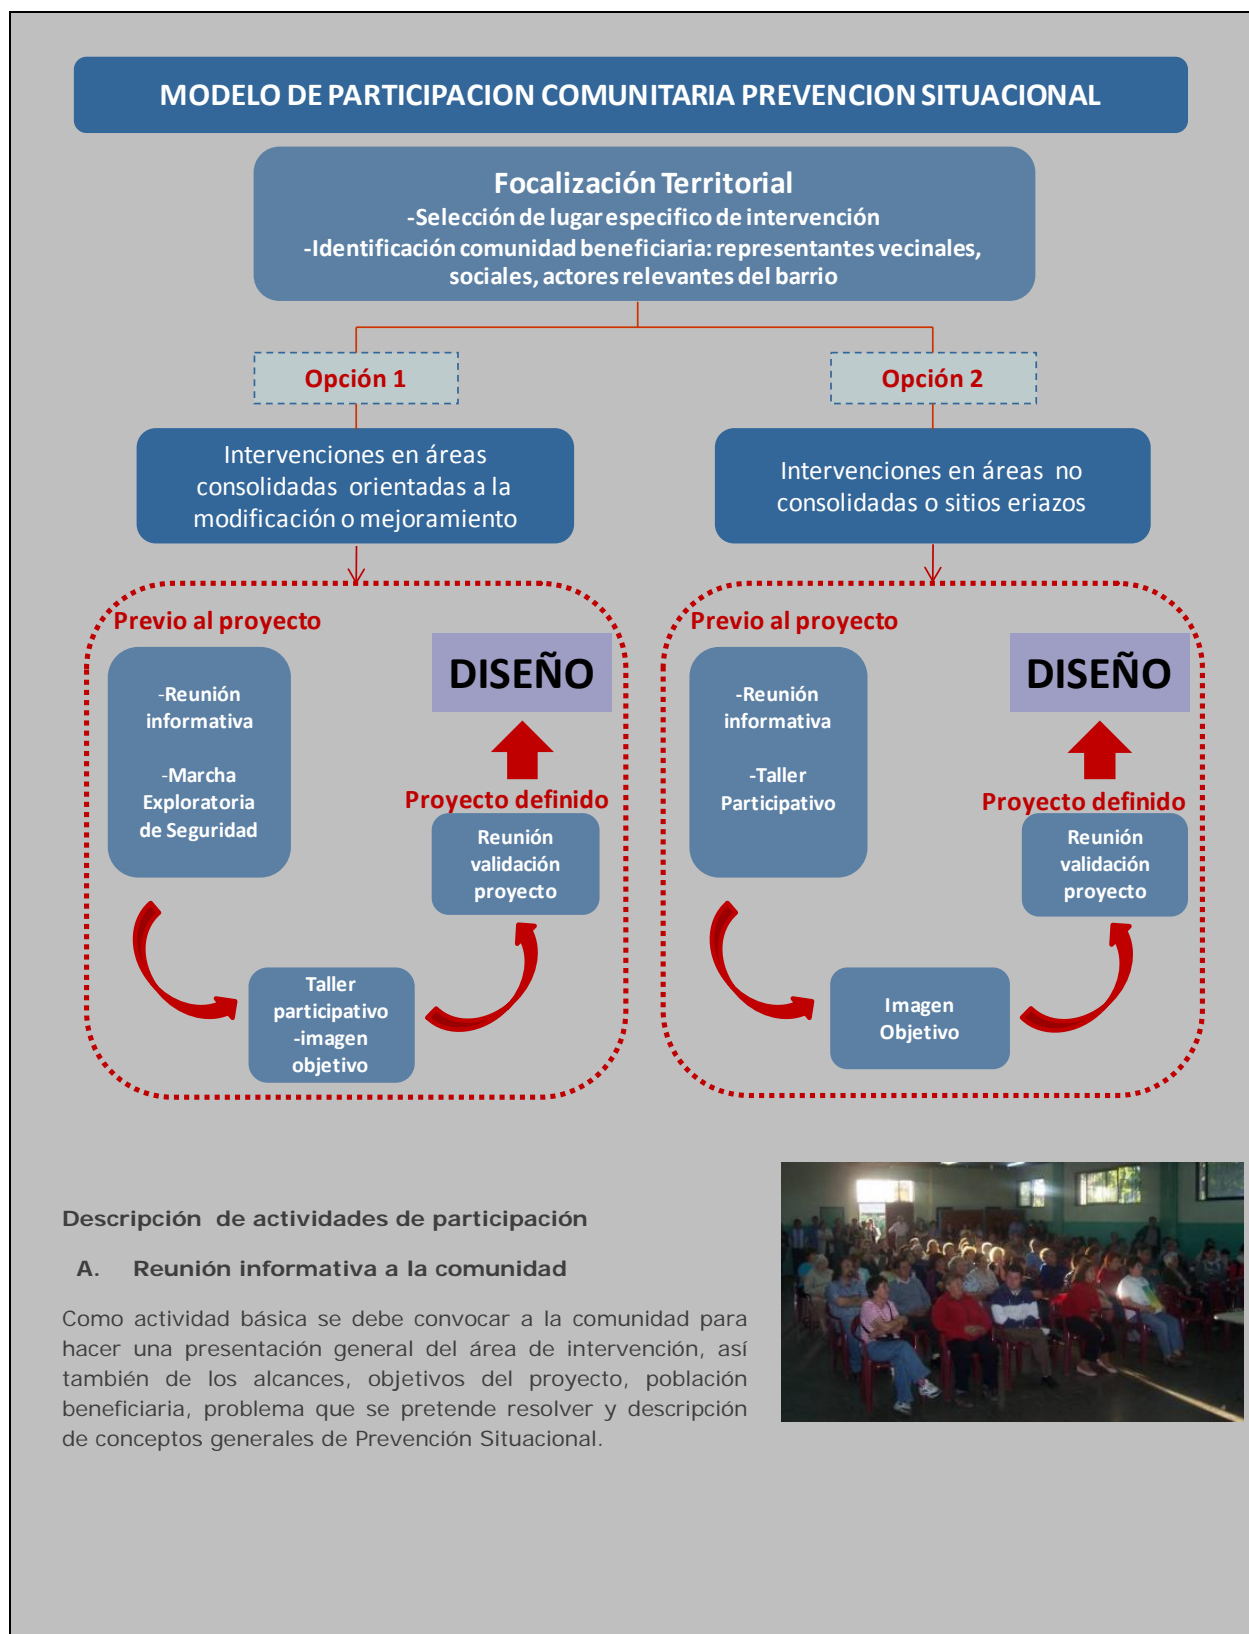 MODELO DE PARTICIPACION COMUNITARIA PREVENCION SITUACIONAL
Focalización Territorial
-Selección de lugar especifico de intervención
-Identificación comunidad beneficiaria: representantes vecinales,
sociales, actores relevantes del barrio
Opción 1
Intervenciones en áreas
consolidadas orientadas a la
modificación o mejoramiento
Previo al proyecto
-Reunión
informativa
-Marcha
Exploratoria
de Seguridad
Taller
participativo
-imagen
objetivo
Reunión
validación
proyecto
Proyecto definido
DISEÑO
Opción 2
Intervenciones en áreas no
consolidadas o sitios eriazos
Previo al proyecto
-Reunión
informativa
-Taller
Participativo
Imagen
Objetivo
Reunión
validación
proyecto
Proyecto definido
DISEÑO
Descripción de actividades de participación
A. Reunión informativa a la comunidad
Como actividad básica se debe convocar a la comunidad para
hacer una presentación general del área de intervención, así
también de los alcances, objetivos del proyecto, población
beneficiaria, problema que se pretende resolver y descripción
de conceptos generales de Prevención Situacional.